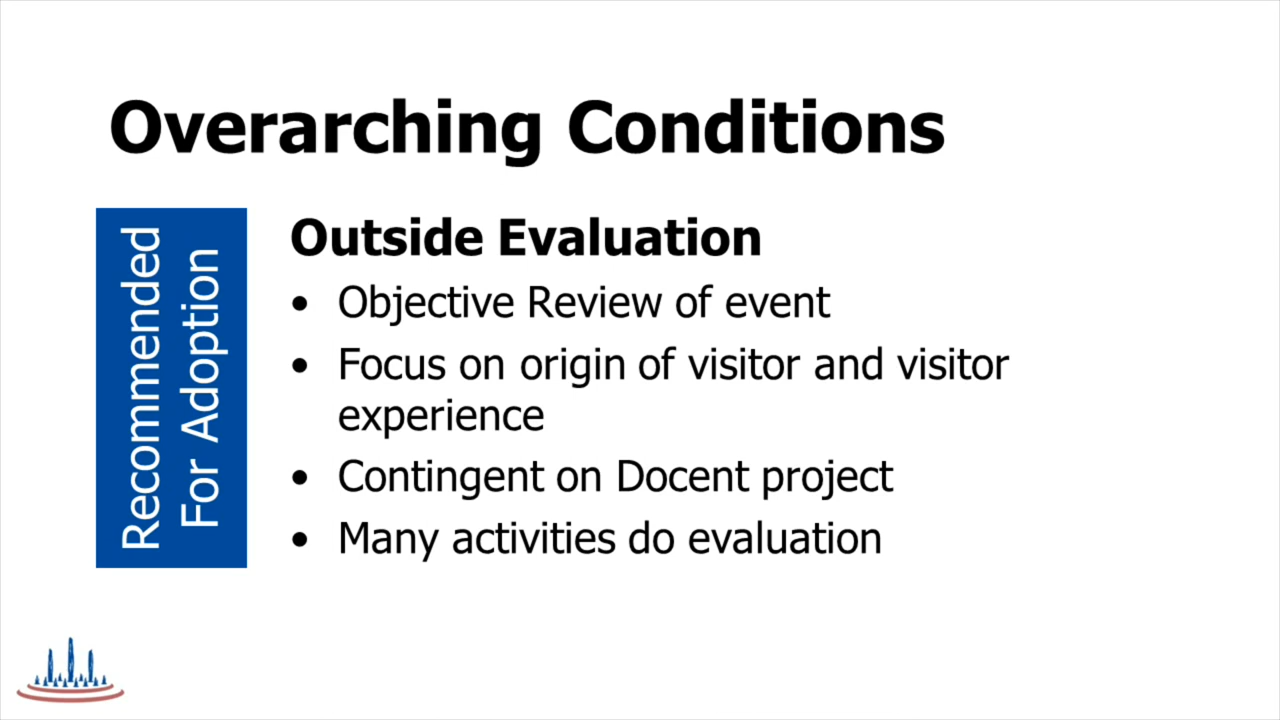 Overarching Conditions
Recommended
For Adoption
Outside Evaluation
• Objective Review of event
• Focus on origin of visitor and visitor
experience
• Contingent on Docent project
• Many activities do evaluation